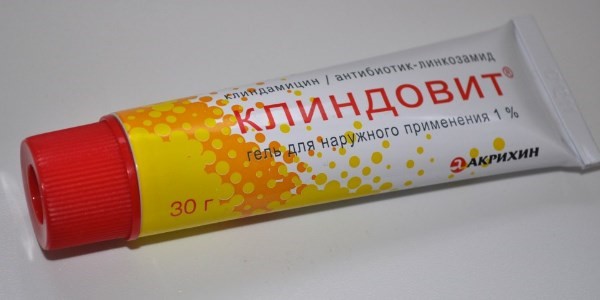 клиндамицин / антибиотик-линкозамид
КЛИНДОВИТ®
гель для наружного применения 1 %
АКРИХИН
30 г